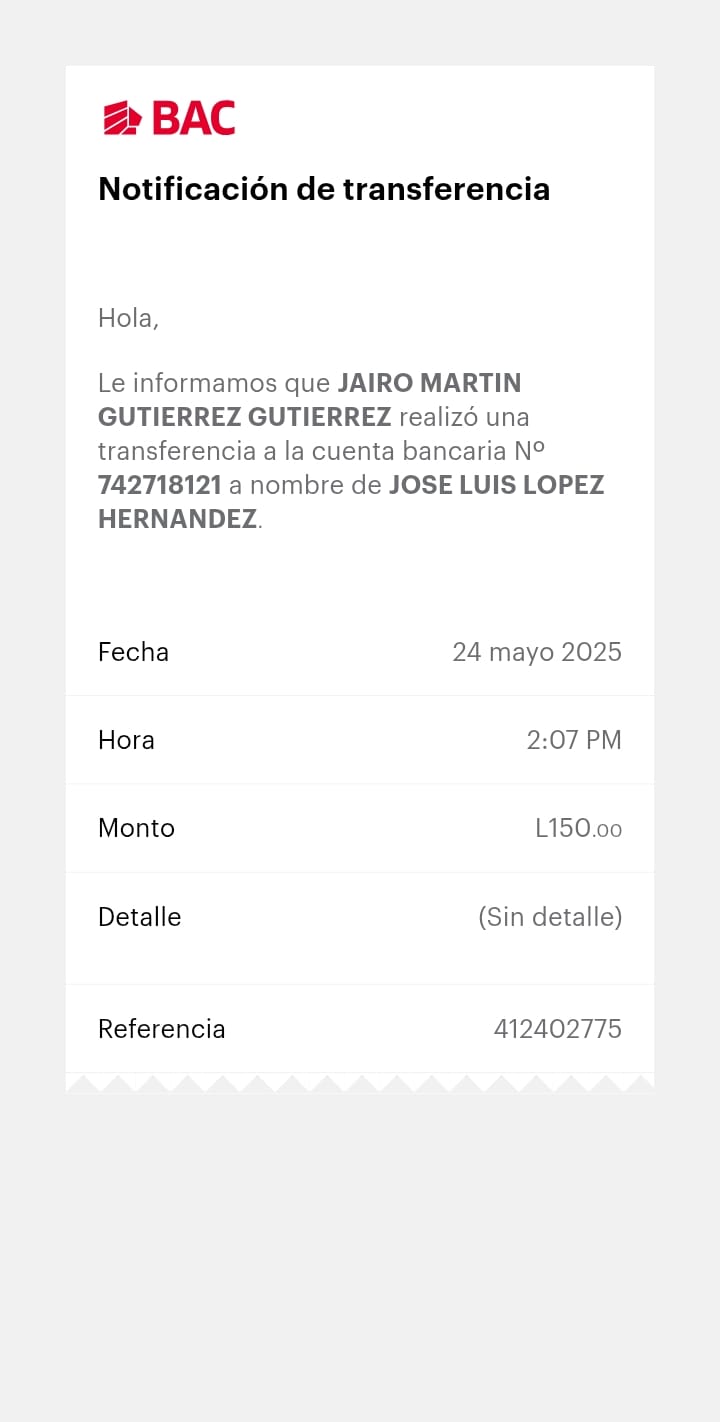 BAC
Notificación de transferencia
Hola,
Le informamos que JAIRO MARTIN
GUTIERREZ GUTIERREZ realizó una
transferencia a la cuenta bancaria Nº
742718121 a nombre de JOSE LUIS LOPEZ
HERNANDEZ.
Fecha 24 mayo 2025
Hora 2:07 PM
Monto L150.00
Detalle (Sin detalle)
Referencia 412402775